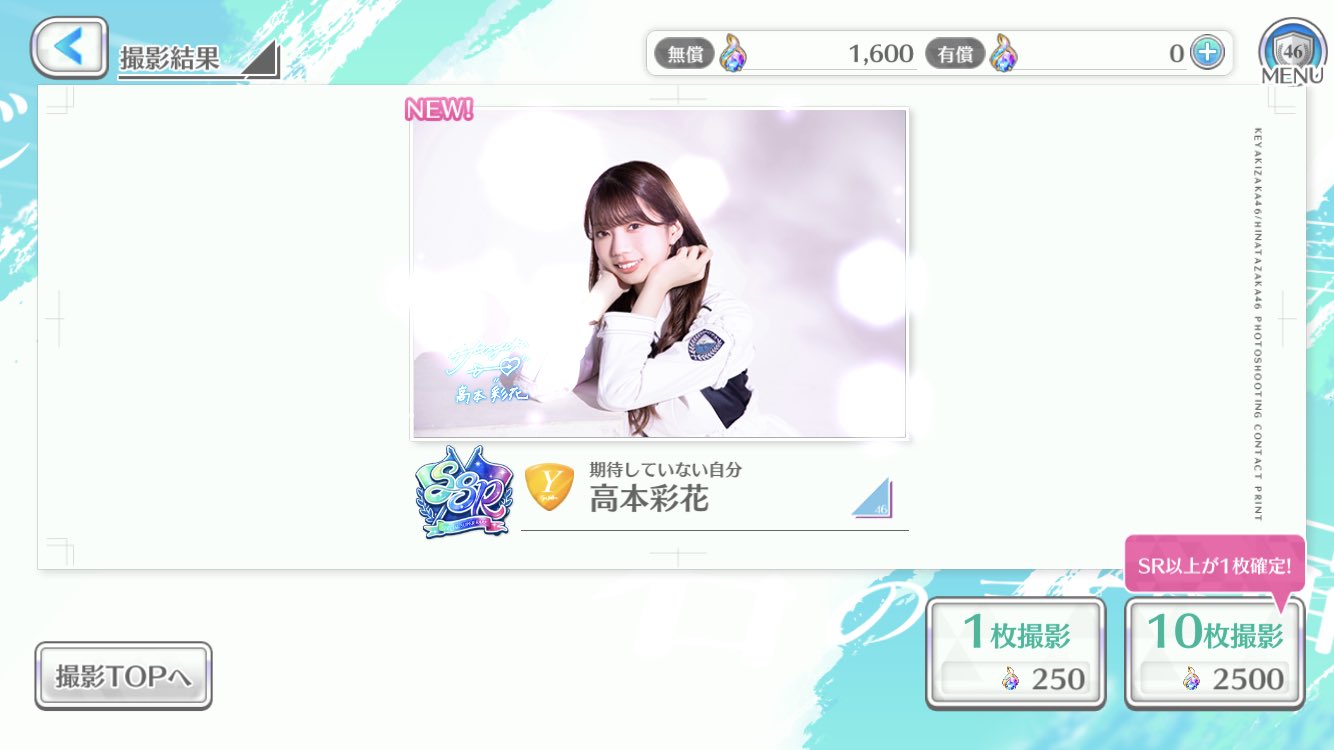 撮影結果
無償 1,600 有償 0
46
MENU
NEW!
高本彩花
KEYAKIZAKA46/HINATAZAKA46 PHOTOSHOOTING CONTACT PRINT
SSR
Y
期待していない自分
高本彩花
46
SR以上が1枚確定!
1枚撮影
250
10枚撮影
2500
撮影TOPへ